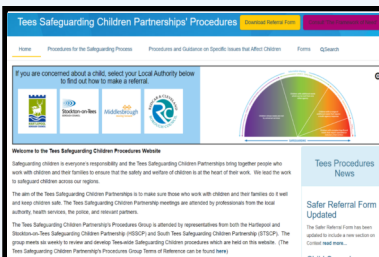 Tees Safeguarding Children Partnerships' Procedures
Download Referral Form
Home
Procedures for the Safeguarding Process
Procedures and Guidance on Specific Issues that Affect Children
Forms
Search
If you are concerned about a child, select your Local Authority below
to find out how to make a referral.
Stockton-on-Tees
Middlesbrough
Welcome to the Tees Safeguarding Children Procedures Website
Safeguarding children is everyone's responsibility and the Tees Safeguarding Children Partnerships bring together people who
work with children and their families to ensure that the safety and welfare of children is at the heart of their work. We lead the work
to safeguard children across our regions.
The aim of the Tees Safeguarding Children Partnerships is to make sure those who work with children and their families do it well
and keep children safe. The Tees Safeguarding Children Partnership meetings are attended by professionals from the local
authority, health services, the police, and relevant partners.
The Tees Safeguarding Children Partnership's Procedures Group is attended by representatives from both the Hartlepool and
Stockton-on-Tees Safeguarding Children Partnership (HSSCP) and South Tees Safeguarding Children Partnership (STSCP). The
group meets six weekly to review and develop Tees-wide Safeguarding Children procedures which are held on this website. (The
Tees Safeguarding Children Partnership's Procedures Group Terms of Reference can be found here)
Tees Procedures
News
Safer Referral Form
Updated
The Safer Referral Form has been
updated to include a new section on
Context read more...